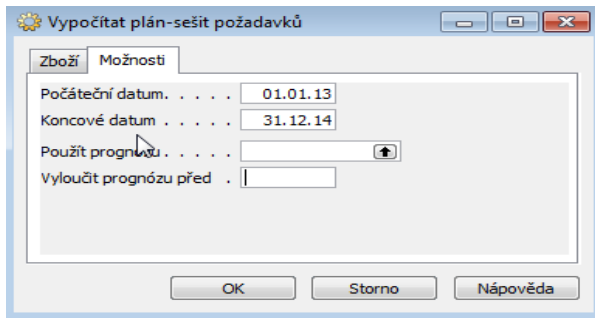 Vypočítat plán-sešit požadavků
Zboží Možnosti
Počáteční datum. . . . . 01.01.13
Koncové datum . . . . . 31.12.14
Použít prognózu . . . . .
Vyloučit prognózu před .
OK Storno Nápověda